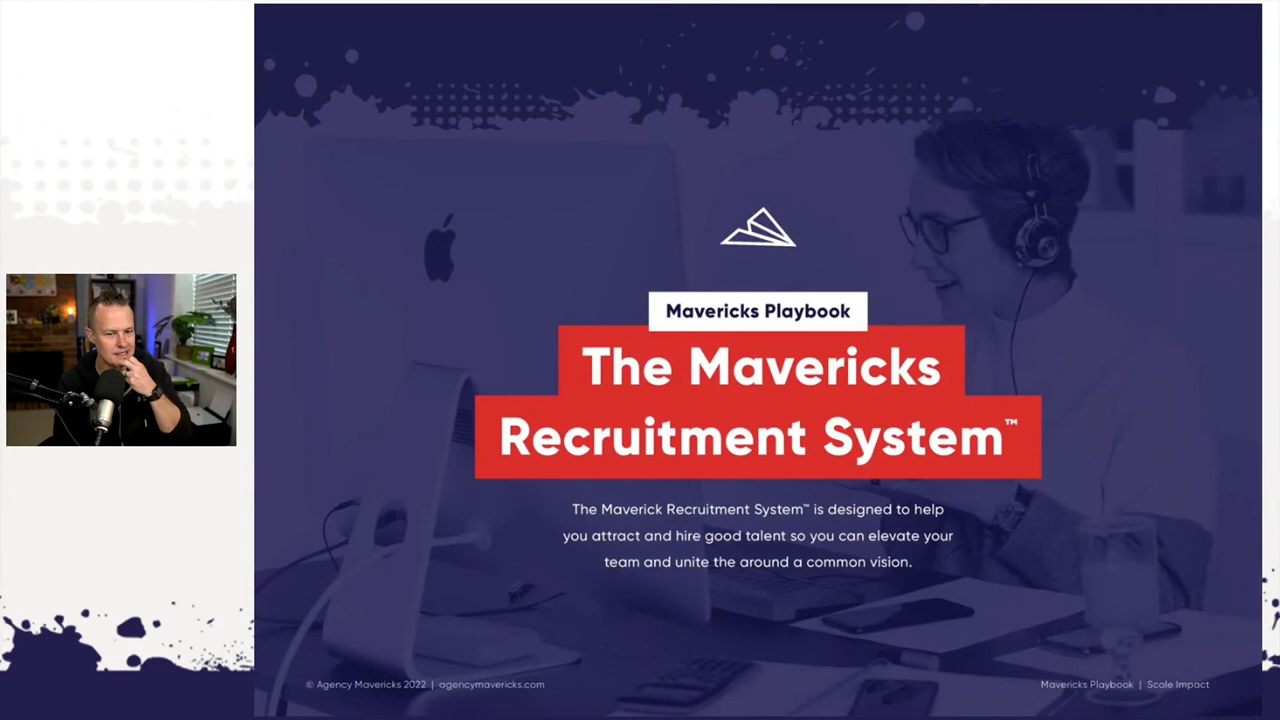 Mavericks Playbook
The Mavericks
Recruitment System™
The Maverick Recruitment System™ is designed to help
you attract and hire good talent so you can elevate your
team and unite the around a common vision.
© Agency Mavericks 2022 | agencymavericks.com
Mavericks Playbook | Scale Impact